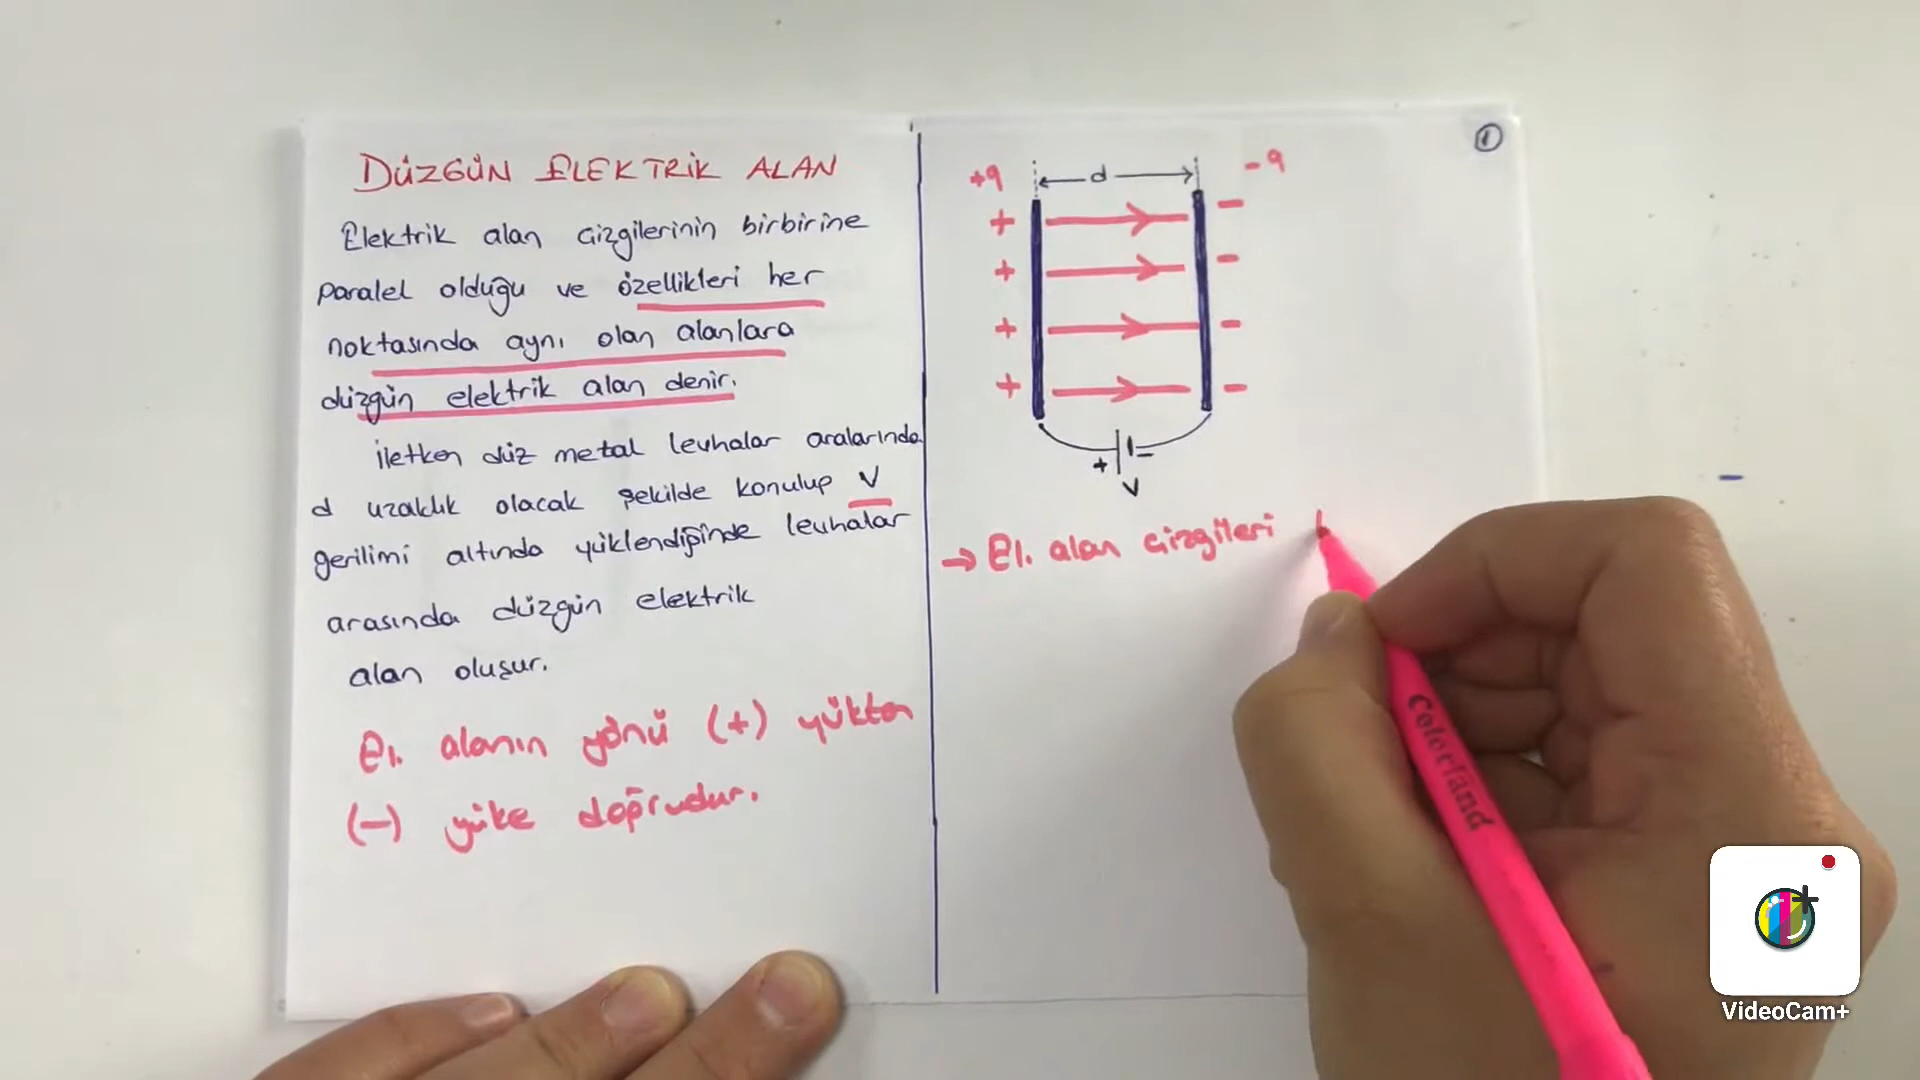 DÜZGÜN ELEKTRİK ALAN
Elektrik alan çizgilerinin birbirine
paralel olduğu ve özellikleri her
noktasında aynı olan alanlara
düzgün elektrik alan denir.
iletken düz metal levhalar aralarında
d uzaklık olacak şekilde konulup V
gerilimi altında yüklendiğinde levhalar
arasında düzgün elektrik
alan oluşur.
El. alanın yönü (+) yükten
(-) yüke doğrudur.
1
+q d -q
+ -
+ -
+ -
+ -
+ -
V
→ El. alan çizgileri
Colorland
VideoCam+